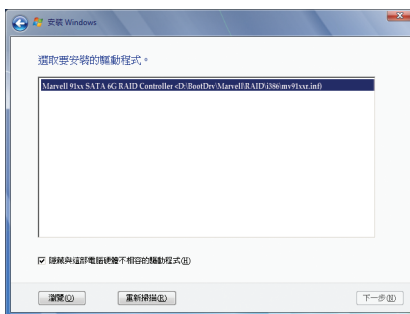 安裝 Windows
選取要安裝的驅動程式。
Marvell 91xx SATA 6G RAID Controller <D:\BootDrv\Marvell\RAID\i386\mv91xxr.inf)
隱藏與這部電腦硬體不相容的驅動程式(H)
瀏覽(O)
重新掃描(R)
下一步(N)